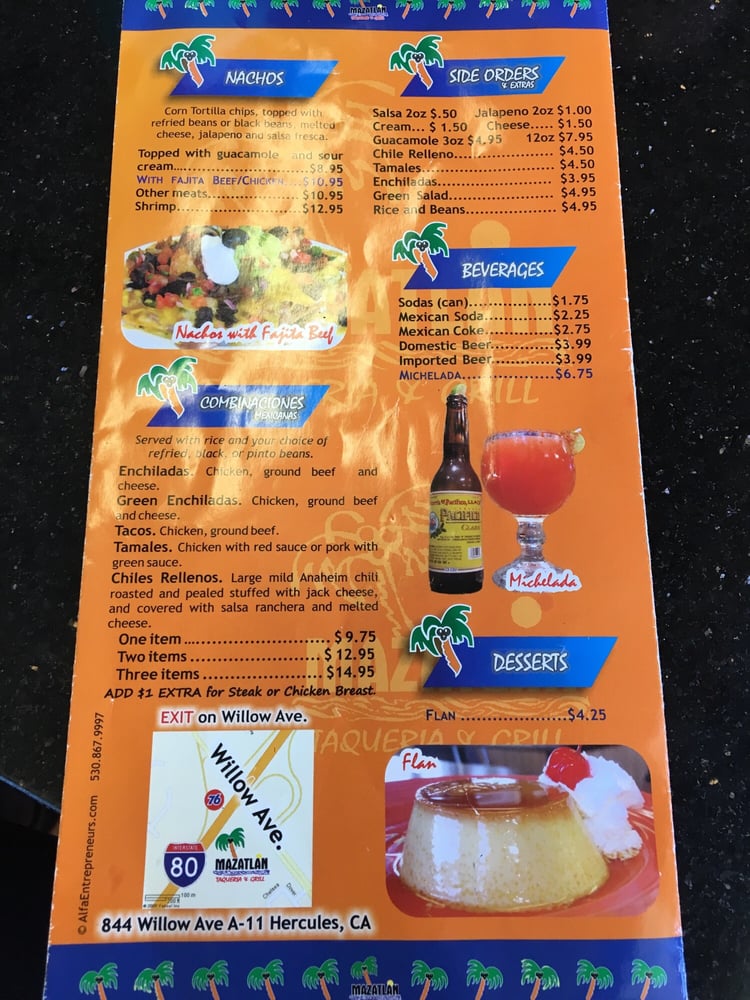 MAZATLAN
NACHOS
Corn Tortilla chips, topped with
refried beans or black beans, melted
cheese, jalapeno and salsa fresca.
Topped with guacamole and sour
cream....$8.95
WITH FAJITA BEEF/CHICKEN...$10.95
Other meats...$10.95
Shrimp...$12.95
Nachos with Fajita Beef
COMBINACIONES
MEXICANAS
Served with rice and your choice of
refried, black, or pinto beans.
Enchiladas. Chicken, ground beef and
cheese.
Green Enchiladas. Chicken, ground beef
and cheese.
Tacos. Chicken, ground beef.
Tamales. Chicken with red sauce or pork with
green sauce.
Chiles Rellenos. Large mild Anaheim chili
roasted and pealed stuffed with jack cheese,
and covered with salsa ranchera and melted
cheese.
One item ... $ 9.75
Two items ... $ 12.95
Three items ... $14.95
ADD $1 EXTRA for Steak or Chicken Breast.
EXIT on Willow Ave.
Willow Ave.
76
INTERSTATE
80
MAZATLAN
TAQUERIA & GRILL
Chelsea
100 m
844 Willow Ave A-11 Hercules, CA
© AlfaEntrepreneurs.com 530.867.9997
SIDE ORDERS
& EXTRAS
Salsa 2oz $.50 Jalapeno 2oz $1.00
Cream... $ 1.50 Cheese..... $1.50
Guacamole 3oz $4.95 12oz $7.95
Chile Relleno...$4.50
Tamales...$4.50
Enchiladas...$3.95
Green Salad...$4.95
Rice and Beans...$4.95
BEVERAGES
Sodas (can)...$1.75
Mexican Soda...$2.25
Mexican Coke...$2.75
Domestic Beer...$3.99
Imported Beer...$3.99
MICHELADA...$6.75
PACIFICO
Michelada
DESSERTS
FLAN ...$4.25
TAQUERIA & GRILL
Flan
MAZATLAN